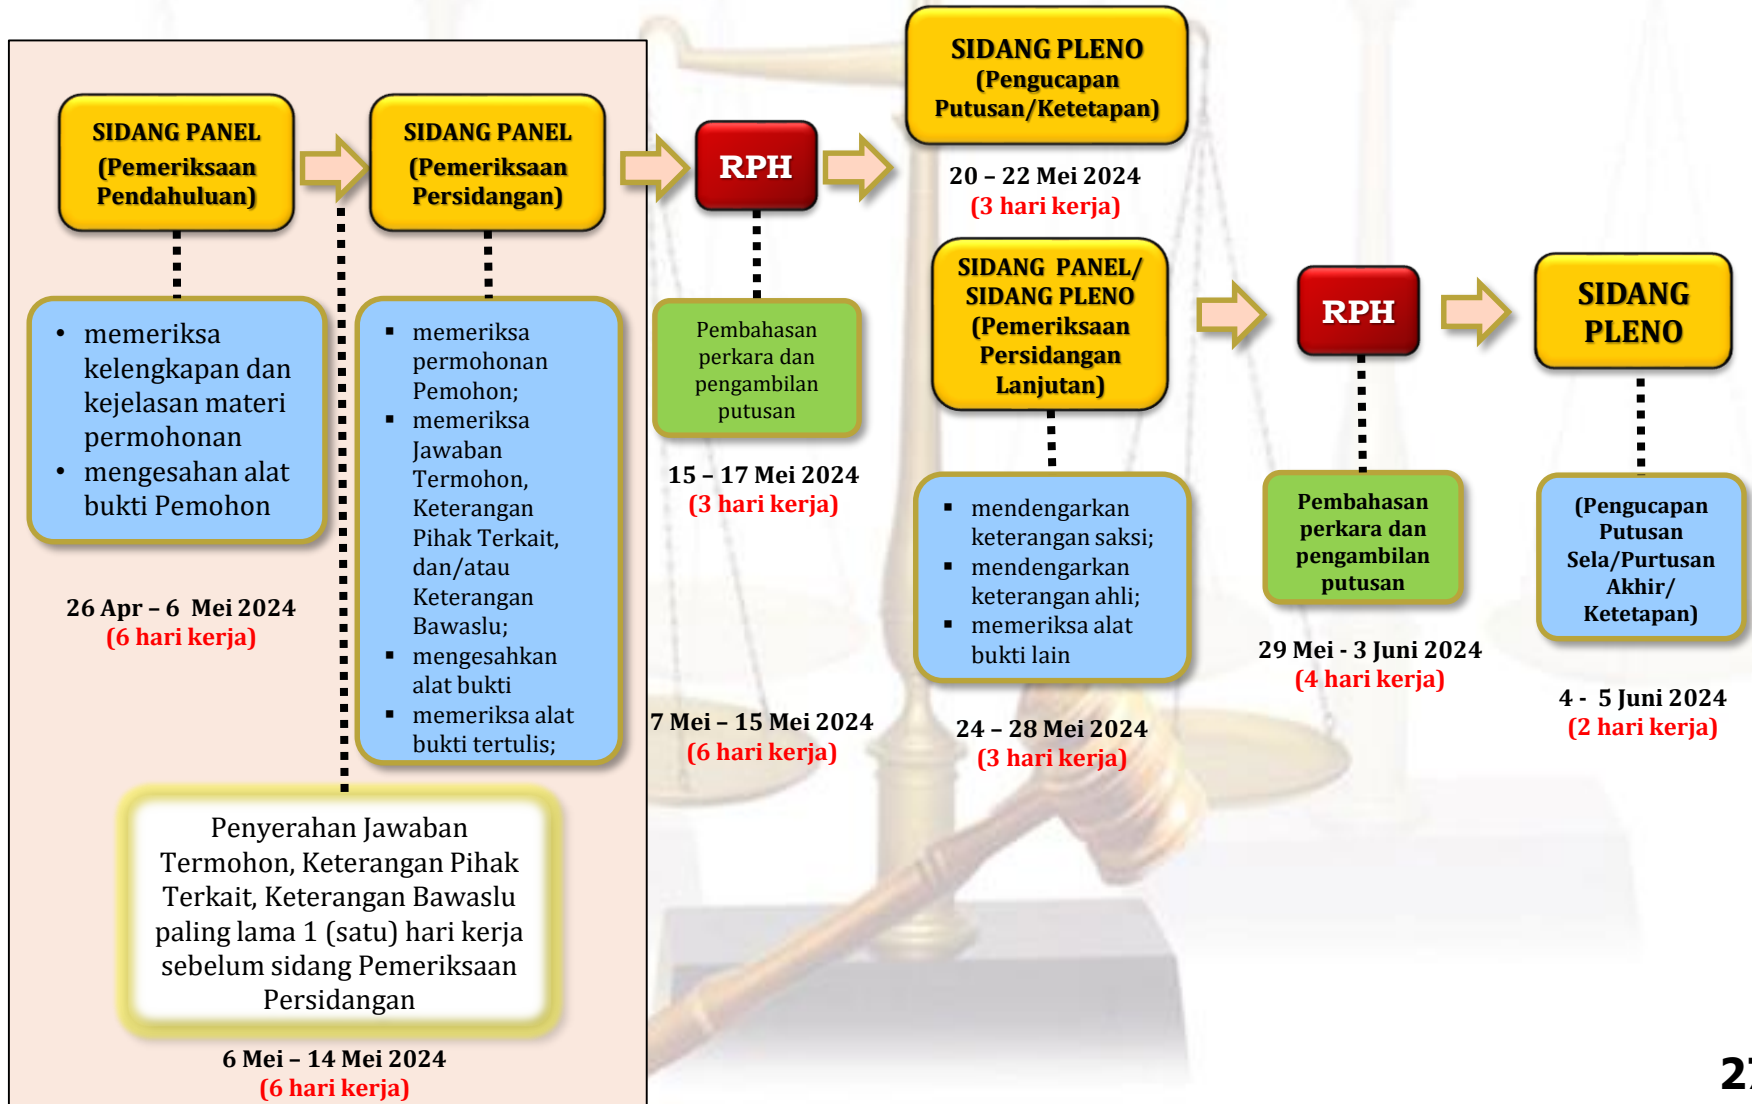 SIDANG PANEL
(Pemeriksaan
Pendahuluan)
• memeriksa
kelengkapan dan
kejelasan materi
permohonan
• mengesahan alat
bukti Pemohon
26 Apr – 6 Mei 2024
(6 hari kerja)
SIDANG PANEL
(Pemeriksaan
Persidangan)
▪ memeriksa
permohonan
Pemohon;
▪ memeriksa
Jawaban
Termohon,
Keterangan
Pihak Terkait,
dan/atau
Keterangan
Bawaslu;
▪ mengesahkan
alat bukti
▪ memeriksa alat
bukti tertulis;
7 Mei – 15 Mei 2024
(6 hari kerja)
Penyerahan Jawaban
Termohon, Keterangan Pihak
Terkait, Keterangan Bawaslu
paling lama 1 (satu) hari kerja
sebelum sidang Pemeriksaan
Persidangan
6 Mei – 14 Mei 2024
(6 hari kerja)
RPH
Pembahasan
perkara dan
pengambilan
putusan
15 – 17 Mei 2024
(3 hari kerja)
SIDANG PLENO
(Pengucapan
Putusan/Ketetapan)
20 – 22 Mei 2024
(3 hari kerja)
SIDANG PANEL/
SIDANG PLENO
(Pemeriksaan
Persidangan
Lanjutan)
▪ mendengarkan
keterangan saksi;
▪ mendengarkan
keterangan ahli;
▪ memeriksa alat
bukti lain
24 – 28 Mei 2024
(3 hari kerja)
RPH
Pembahasan
perkara dan
pengambilan
putusan
29 Mei - 3 Juni 2024
(4 hari kerja)
SIDANG
PLENO
(Pengucapan
Putusan
Sela/Purtusan
Akhir/
Ketetapan)
4 - 5 Juni 2024
(2 hari kerja)
27